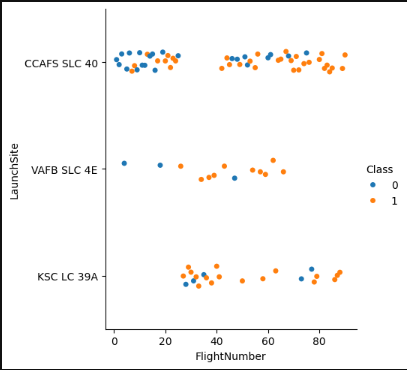 CCAFS SLC 40
VAFB SLC 4E
KSC LC 39A
LaunchSite
0
20
40
60
80
FlightNumber
Class
0
1